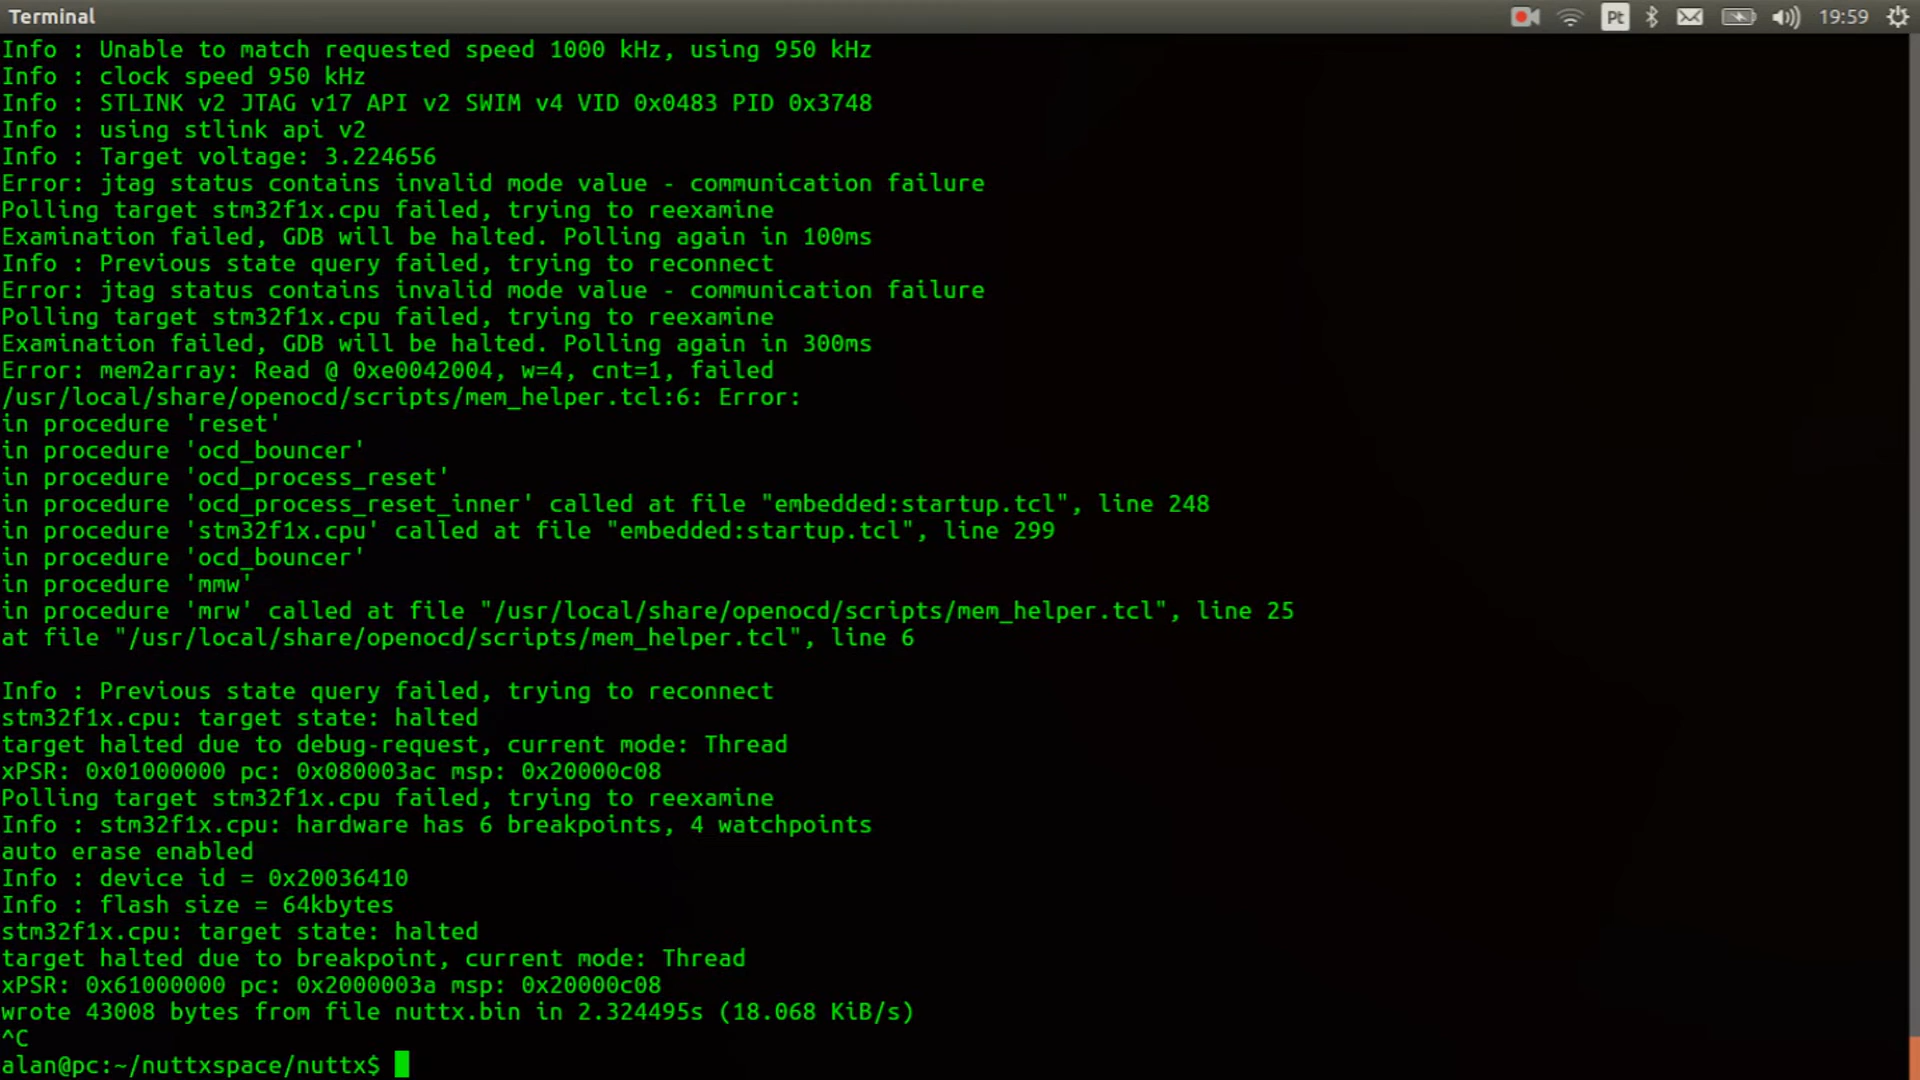 Terminal
Pt
19:59
Info : Unable to match requested speed 1000 kHz, using 950 kHz
Info : clock speed 950 kHz
Info : STLINK v2 JTAG v17 API v2 SWIM v4 VID 0x0483 PID 0x3748
Info : using stlink api v2
Info : Target voltage: 3.224656
Error: jtag status contains invalid mode value - communication failure
Polling target stm32f1x.cpu failed, trying to reexamine
Examination failed, GDB will be halted. Polling again in 100ms
Info : Previous state query failed, trying to reconnect
Error: jtag status contains invalid mode value - communication failure
Polling target stm32f1x.cpu failed, trying to reexamine
Examination failed, GDB will be halted. Polling again in 300ms
Error: mem2array: Read @ 0xe0042004, w=4, cnt=1, failed
/usr/local/share/openocd/scripts/mem_helper.tcl:6: Error:
in procedure 'reset'
in procedure 'ocd_bouncer'
in procedure 'ocd_process_reset'
in procedure 'ocd_process_reset_inner' called at file "embedded:startup.tcl", line 248
in procedure 'stm32f1x.cpu' called at file "embedded:startup.tcl", line 299
in procedure 'ocd_bouncer'
in procedure 'mmw'
in procedure 'mrw' called at file "/usr/local/share/openocd/scripts/mem_helper.tcl", line 25
at file "/usr/local/share/openocd/scripts/mem_helper.tcl", line 6
Info : Previous state query failed, trying to reconnect
stm32f1x.cpu: target state: halted
target halted due to debug-request, current mode: Thread
xPSR: 0x01000000 pc: 0x080003ac msp: 0x20000c08
Polling target stm32f1x.cpu failed, trying to reexamine
Info : stm32f1x.cpu: hardware has 6 breakpoints, 4 watchpoints
auto erase enabled
Info : device id = 0x20036410
Info : flash size = 64kbytes
stm32f1x.cpu: target state: halted
target halted due to breakpoint, current mode: Thread
xPSR: 0x61000000 pc: 0x2000003a msp: 0x20000c08
wrote 43008 bytes from file nuttx.bin in 2.324495s (18.068 KiB/s)
^C
alan@pc:~/nuttxspace/nuttx$